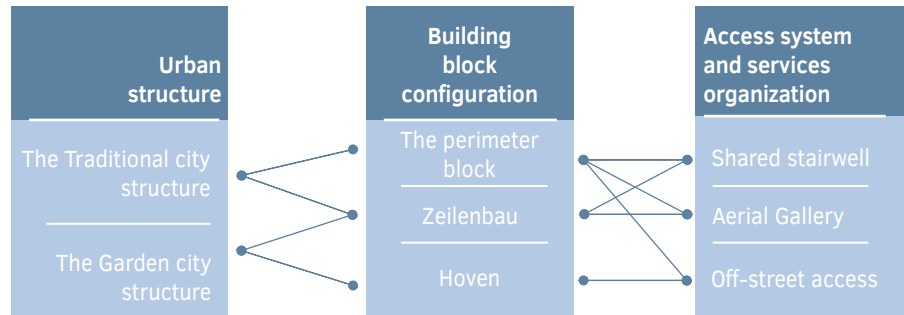 Urban
structure
The Traditional city
structure
The Garden city
structure
Building
block
configuration
The perimeter
block
Zeilenbau
Hoven
Access system
and services
organization
Shared stairwell
Aerial Gallery
Off-street access